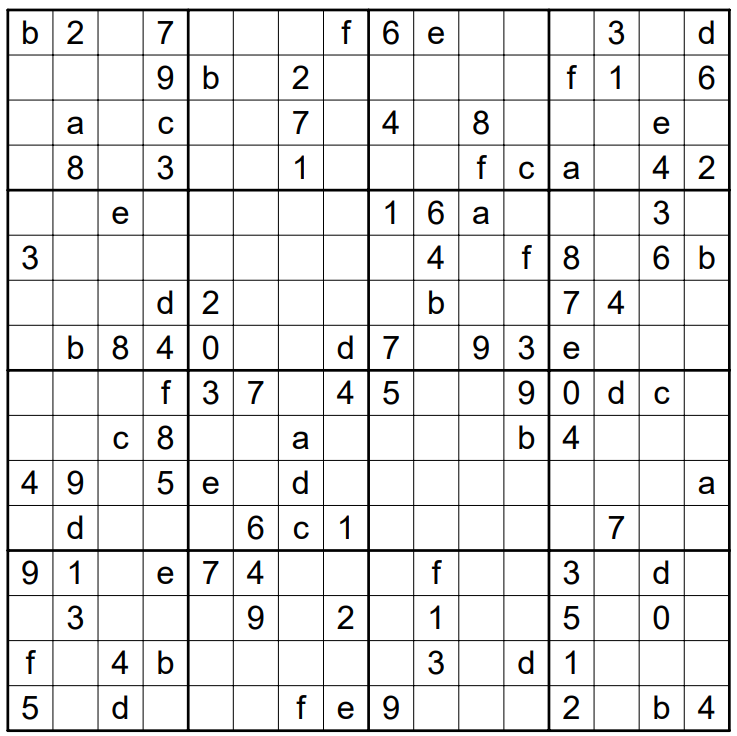 b 2 7 f 6 e 3 d
9 b 2 f 1 6
a c 7 4 8 e
8 3 1 f c a 4 2
e 1 6 a 3
3 4 f 8 6 b
d 2 b 7 4
b 8 4 0 d 7 9 3 e
f 3 7 4 5 9 0 d c
c 8 a b 4
4 9 5 e d a
d 6 c 1 7
9 1 e 7 4 f 3 d
3 9 2 1 5 0
f 4 b 3 d 1
5 d f e 9 2 b 4